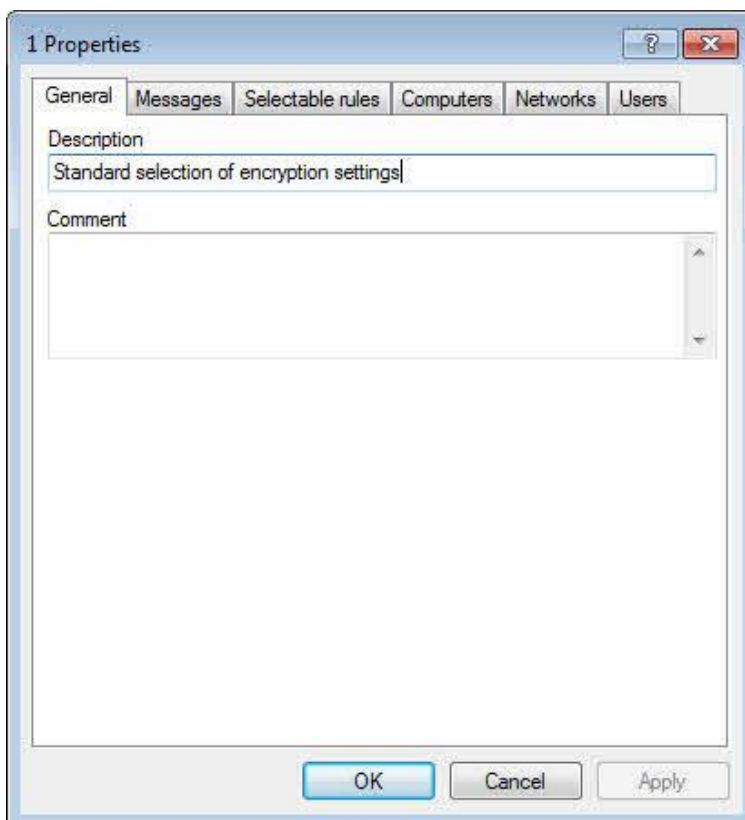 1 Properties
General Messages Selectable rules Computers Networks Users
Description
Standard selection of encryption settings
Comment
OK Cancel Apply